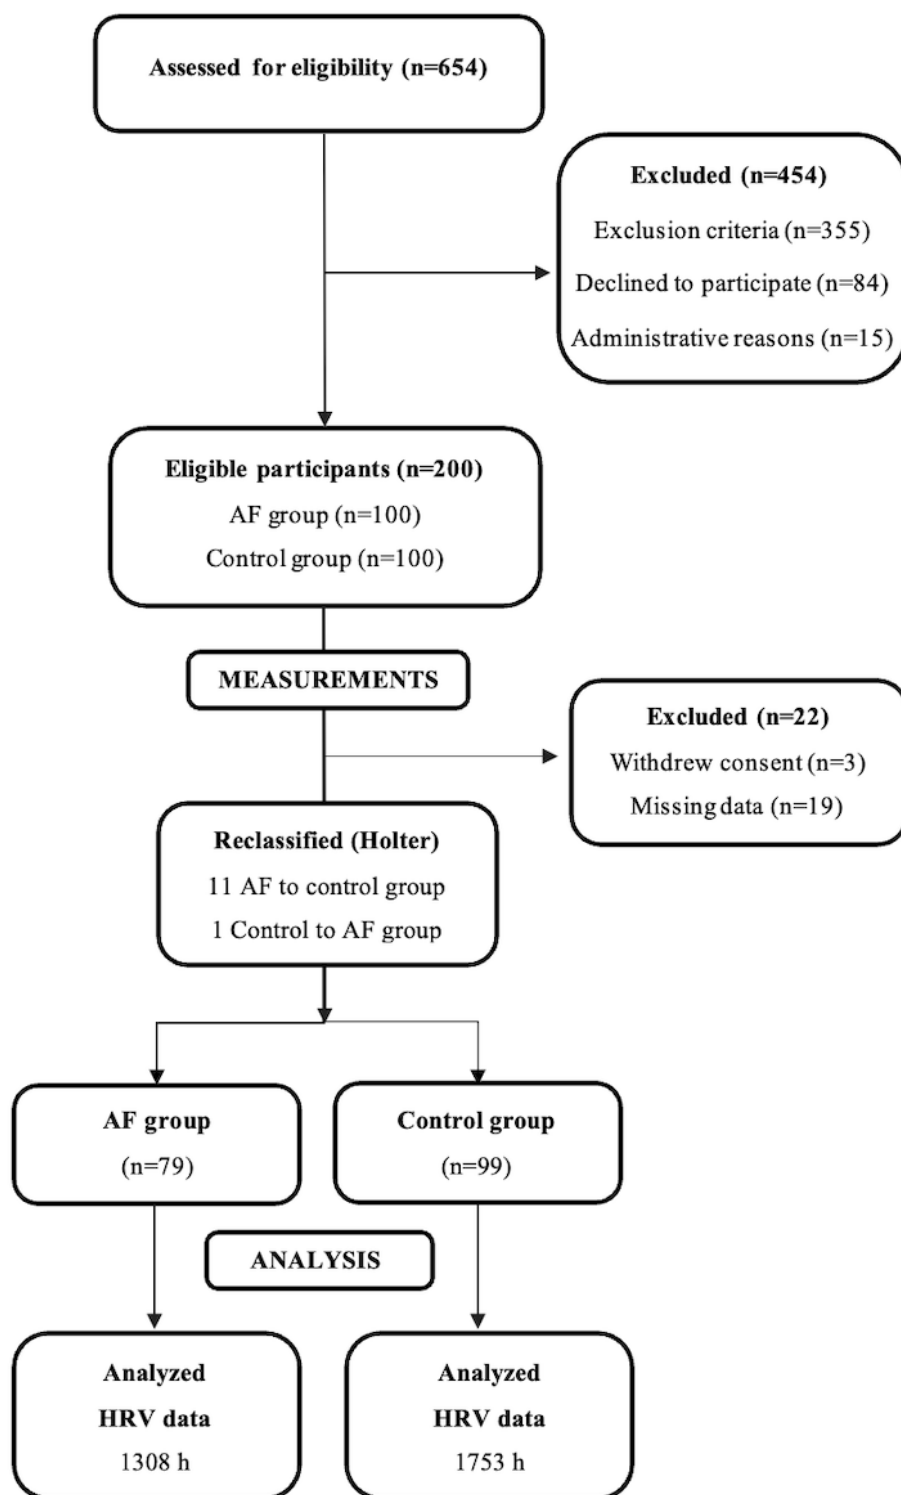 Assessed for eligibility (n=654)
Excluded (n=454)
Exclusion criteria (n=355)
Declined to participate (n=84)
Administrative reasons (n=15)
Eligible participants (n=200)
AF group (n=100)
Control group (n=100)
MEASUREMENTS
Excluded (n=22)
Withdrew consent (n=3)
Missing data (n=19)
Reclassified (Holter)
11 AF to control group
1 Control to AF group
AF group
(n=79)
Control group
(n=99)
ANALYSIS
Analyzed
HRV data
1308 h
Analyzed
HRV data
1753 h